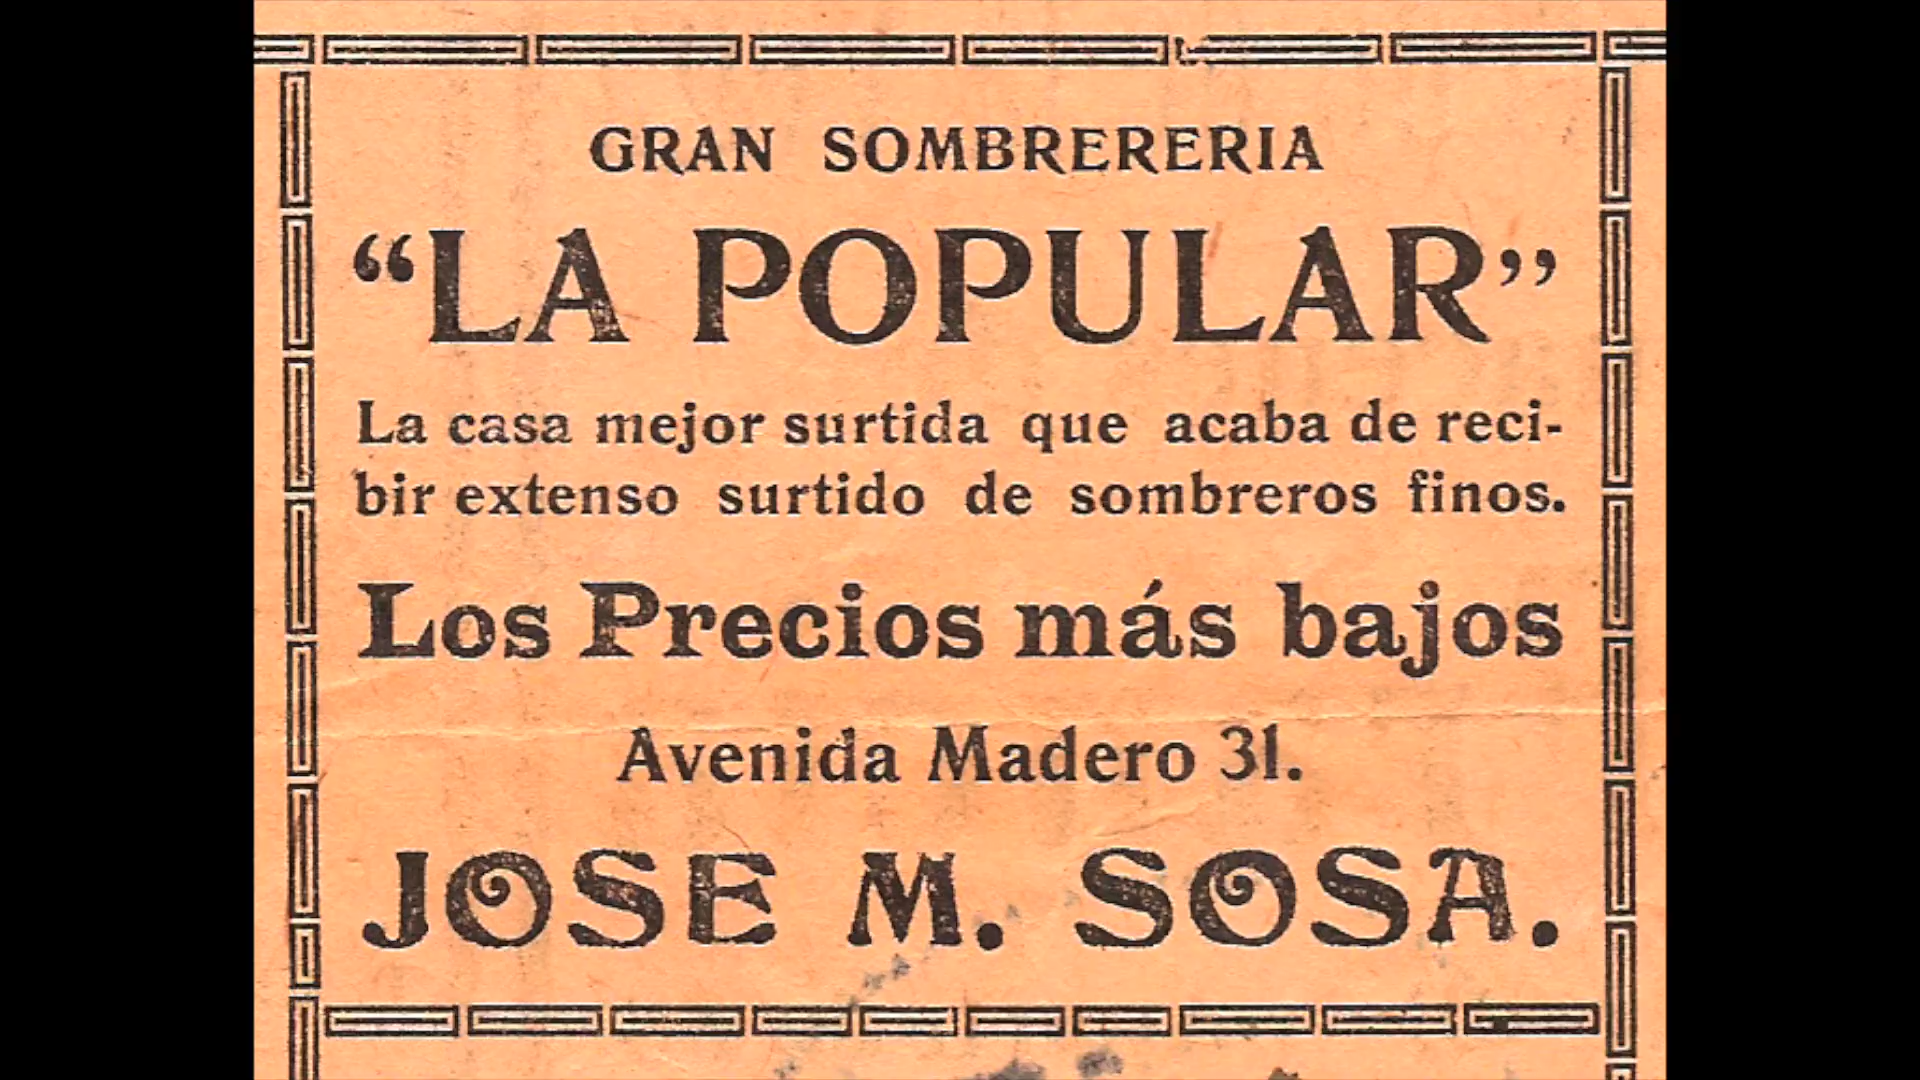 GRAN SOMBRERERIA
“LA POPULAR”
La casa mejor surtida que acaba de reci-
bir extenso surtido de sombreros finos.
Los Precios más bajos
Avenida Madero 31.
JOSE M. SOSA.